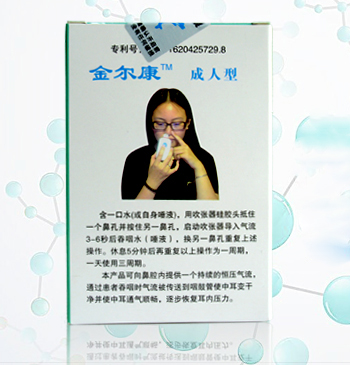 专利号 1620425729.8
金尔康™ 成人型
含一口水(或自身唾液)，用吹张器硅胶头抵住
一个鼻孔并按住另一鼻孔，启动吹张器导入气流
3-6秒后吞咽水（唾液），换另一鼻孔重复上述
操作。休息5分钟后再重复以上操作为一周期，
一天使用三周期。
本产品可向鼻腔内提供一个持续的恒压气流，
通过患者吞咽时气流被传送到咽鼓管使中耳变干
净并使中耳通气顺畅，逐步恢复耳内压力。